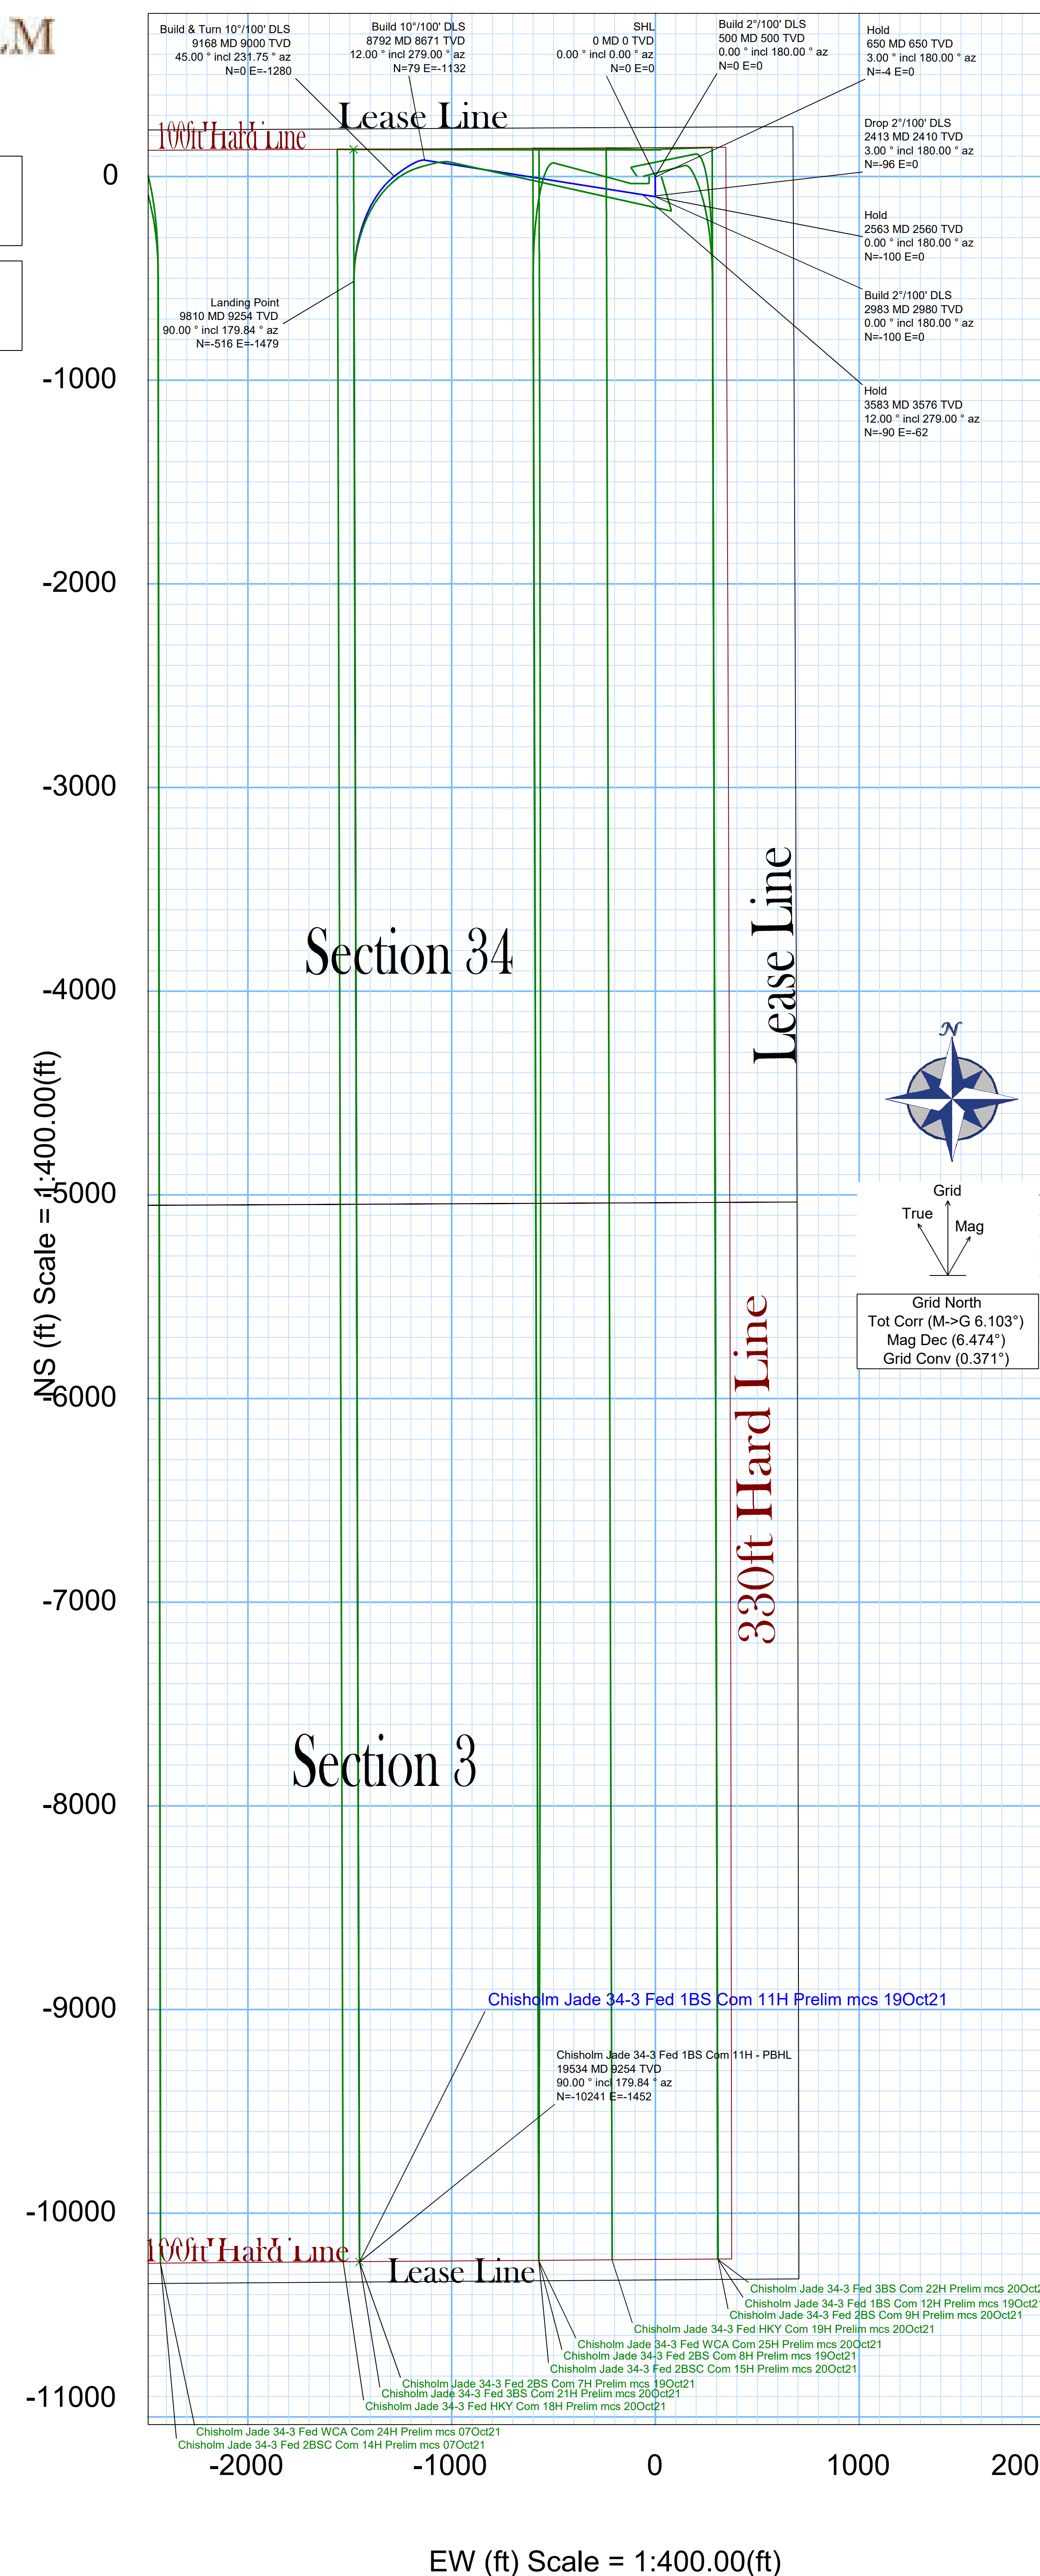 LM
Build & Turn 10°/100' DLS
9168 MD 9000 TVD
45.00 ° incl 231.75° az
N=0 E=-1280
Build 10°/100' DLS
8792 MD 8671 TVD
12.00 ° incl 279.00° az
N=79 E=-1132
SHL
0 MD 0 TVD
0.00 ° incl 0.00 ° az
N=0 E=0
Build 2°/100' DLS
500 MD 500 TVD
0.00 ° incl 180.00 ° az
N=0 E=0
Hold
650 MD 650 TVD
3.00 ° incl 180.00 ° az
N=-4 E=0
Lease Line
100ft Hard Line
Drop 2°/100' DLS
2413 MD 2410 TVD
3.00 ° incl 180.00 ° az
N=-96 E=0
0
Hold
2563 MD 2560 TVD
0.00 ° incl 180.00 ° az
N=-100 E=0
Build 2°/100' DLS
2983 MD 2980 TVD
0.00 ° incl 180.00 ° az
N=-100 E=0
Landing Point
9810 MD 9254 TVD
90.00 ° incl 179.84 ° az
N=-516 E=-1479
-1000
Hold
3583 MD 3576 TVD
12.00 ° incl 279.00 ° az
N=-90 E=-62
-2000
-3000
Lease Line
Section 34
-4000
N
NS (ft) Scale = 1:400.00(ft)
-5000
Grid
True
Mag
Grid North
Tot Corr (M->G 6.103°)
Mag Dec (6.474°)
Grid Conv (0.371°)
330ft Hard Line
-6000
-7000
Section 3
-8000
-9000
Chisholm Jade 34-3 Fed 1BS Com 11H Prelim mcs 19Oct21
Chisholm Jade 34-3 Fed 1BS Com 11H - PBHL
19534 MD 9254 TVD
90.00 ° incl 179.84 ° az
N=-10241 E=-1452
-10000
100ft Hard Line
Lease Line
Chisholm Jade 34-3 Fed 3BS Com 22H Prelim mcs 20Oct2
Chisholm Jade 34-3 Fed 1BS Com 12H Prelim mcs 19Oct21
Chisholm Jade 34-3 Fed 2BS Com 9H Prelim mcs 20Oct21
Chisholm Jade 34-3 Fed HKY Com 19H Prelim mcs 20Oct21
Chisholm Jade 34-3 Fed WCA Com 25H Prelim mcs 20Oct21
Chisholm Jade 34-3 Fed 2BS Com 8H Prelim mcs 19Oct21
Chisholm Jade 34-3 Fed 2BSC Com 15H Prelim mcs 20Oct21
Chisholm Jade 34-3 Fed 2BS Com 7H Prelim mcs 19Oct21
Chisholm Jade 34-3 Fed 3BS Com 21H Prelim mcs 20Oct21
Chisholm Jade 34-3 Fed HKY Com 18H Prelim mcs 20Oct21
-11000
Chisholm Jade 34-3 Fed WCA Com 24H Prelim mcs 07Oct21
Chisholm Jade 34-3 Fed 2BSC Com 14H Prelim mcs 07Oct21
-2000 -1000 0 1000 200
EW (ft) Scale = 1:400.00(ft)